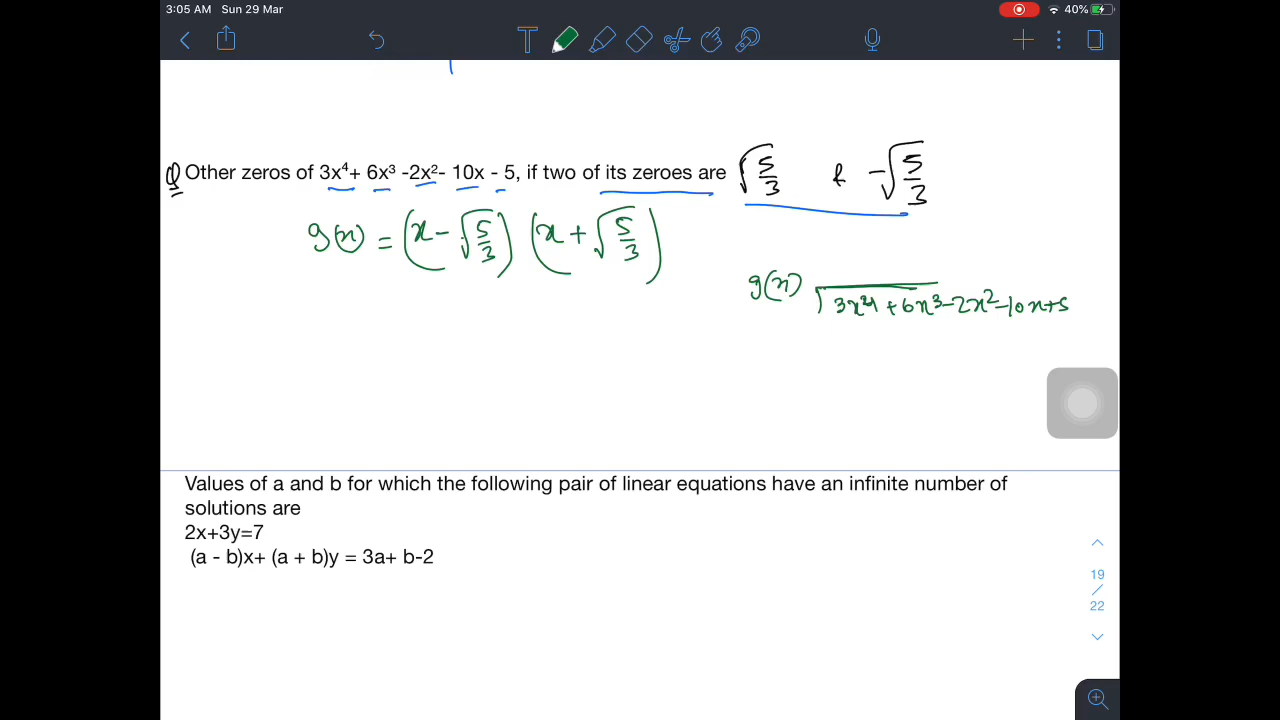 3:05 AM Sun 29 Mar
40%
T
Q Other zeros of 3x⁴+ 6x³ -2x²- 10x - 5, if two of its zeroes are √5/3 & -√5/3
g(x) = (x - √5/3) (x + √5/3)
g(x) √3x⁴ + 6x³ - 2x² - 10x + 5
Values of a and b for which the following pair of linear equations have an infinite number of
solutions are
2x+3y=7
(a - b)x+ (a + b)y = 3a+ b-2
19
/
22